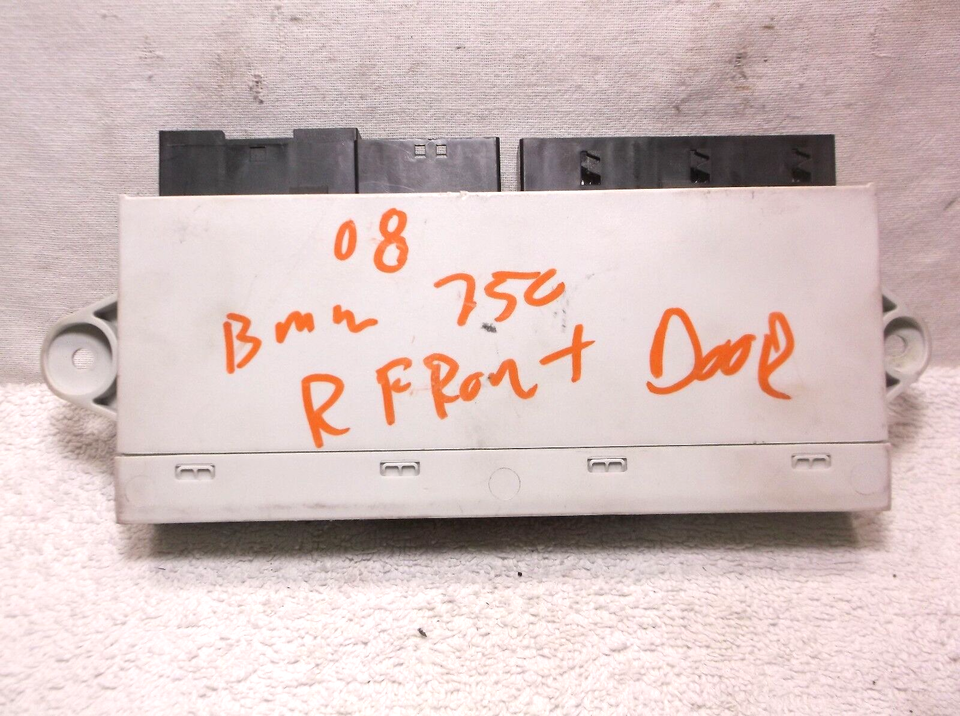 08
Bmw 750
R FRont DooR